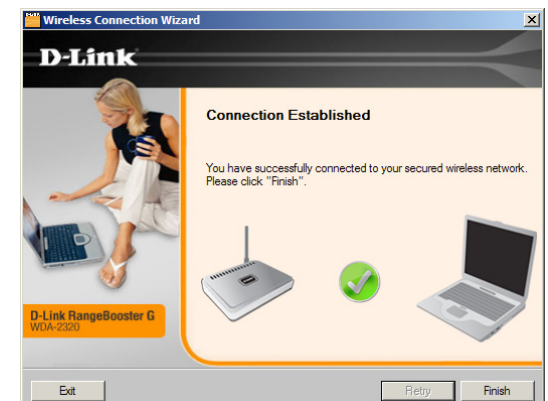 Wireless Connection Wizard
D-Link
Connection Established
You have successfully connected to your secured wireless network.
Please click "Finish".
D-Link RangeBooster G
WDA-2320
Exit
Retry
Finish